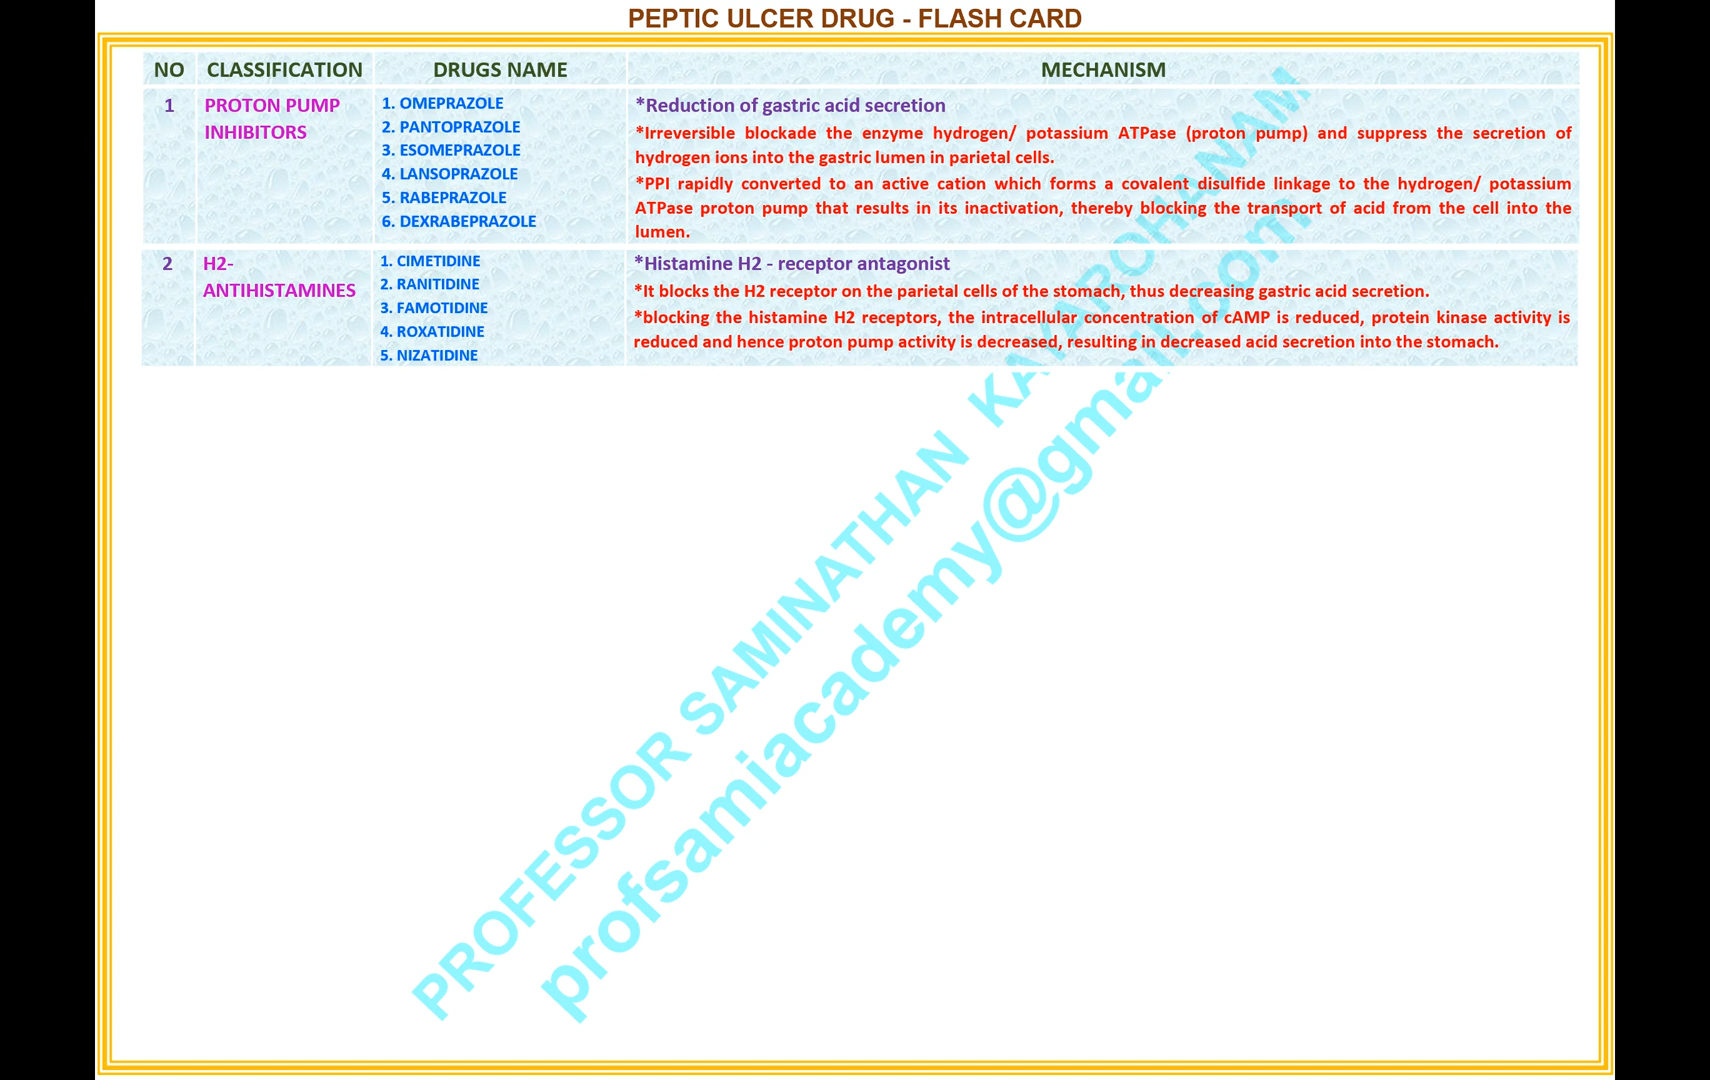 PEPTIC ULCER DRUG - FLASH CARD
NO CLASSIFICATION DRUGS NAME MECHANISM
1 PROTON PUMP INHIBITORS
1. OMEPRAZOLE
2. PANTOPRAZOLE
3. ESOMEPRAZOLE
4. LANSOPRAZOLE
5. RABEPRAZOLE
6. DEXRABEPRAZOLE
*Reduction of gastric acid secretion
*Irreversible blockade the enzyme hydrogen/ potassium ATPase (proton pump) and suppress the secretion of
hydrogen ions into the gastric lumen in parietal cells.
*PPI rapidly converted to an active cation which forms a covalent disulfide linkage to the hydrogen/ potassium
ATPase proton pump that results in its inactivation, thereby blocking the transport of acid from the cell into the
lumen.
2 H2-
ANTIHISTAMINES
1. CIMETIDINE
2. RANITIDINE
3. FAMOTIDINE
4. ROXATIDINE
5. NIZATIDINE
*Histamine H2 - receptor antagonist
*It blocks the H2 receptor on the parietal cells of the stomach, thus decreasing gastric acid secretion.
*blocking the histamine H2 receptors, the intracellular concentration of cAMP is reduced, protein kinase activity is
reduced and hence proton pump activity is decreased, resulting in decreased acid secretion into the stomach.
PROFESSOR SAMINATHAN KAYAROHANAM
profsamiacademy@gmail.com